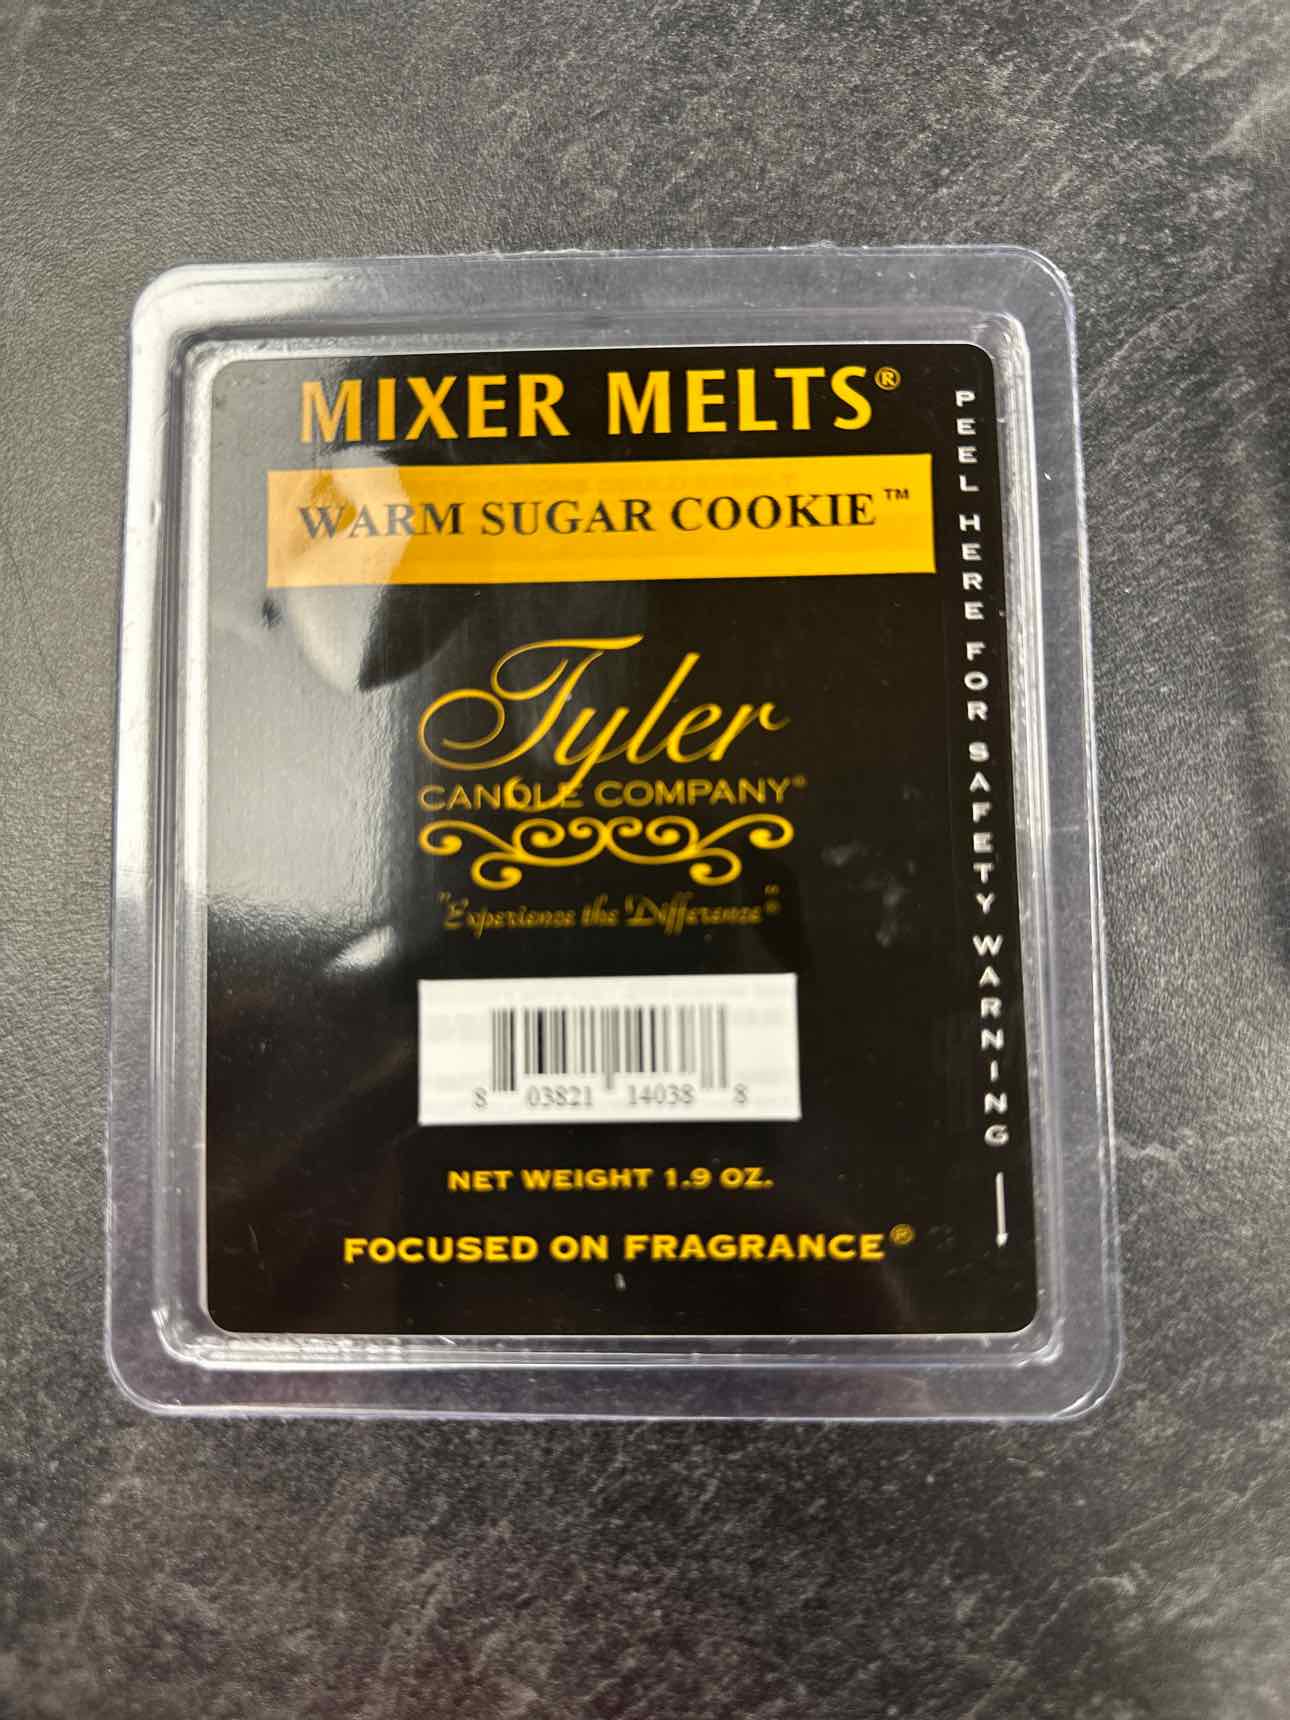 MIXER MELTS®
WARM SUGAR COOKIE™
Tyler
CANDLE COMPANY®
"Experience the Difference"®
8 03821 14038 8
NET WEIGHT 1.9 OZ.
FOCUSED ON FRAGRANCE®
PEEL HERE FOR SAFETY WARNING